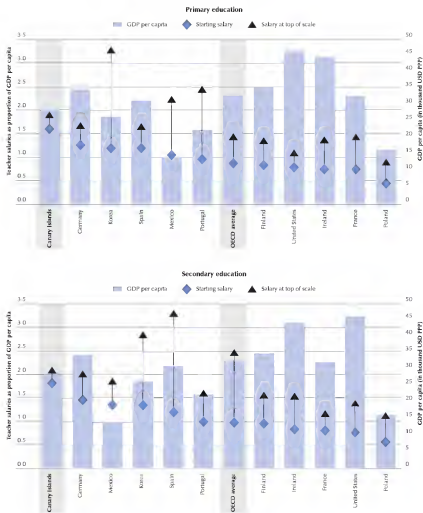 Primary education
GDP per capita Starting salary Salary at top of scale
Teacher salaries as proportion of GDP per capita
3.5
3.0
2.5
2.0
1.5
1.0
0.5
0.0
50
45
40
35
30
25
20
15
10
5
0
GDP per capita (in thousand USD PPP)
Canary Islands
Germany
Korea
Spain
Mexico
Portugal
OECD average
Finland
United States
Ireland
France
Poland
Secondary education
GDP per capita Starting salary Salary at top of scale
Teacher salaries as proportion of GDP per capita
3.5
3.0
2.5
2.0
1.5
1.0
0.5
0.0
50
45
40
35
30
25
20
15
10
5
0
GDP per capita (in thousand USD PPP)
Canary Islands
Germany
Mexico
Korea
Spain
Portugal
OECD average
Finland
Ireland
France
United States
Poland